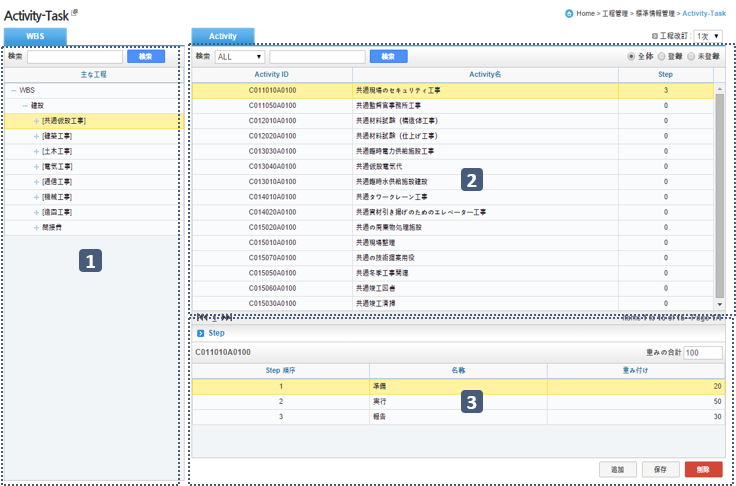 Activity-Task
Home > 工程管理 > 標準情報管理 > Activity-Task
WBS
Activity
工程改訂 : 1次
検索 検索
検索 ALL 検索 全体 登録 未登録
主な工程
WBS
建設
[共通仮設工事]
[建築工事]
[土木工事]
[電気工事]
[通信工事]
[機械工事]
[造園工事]
間接費
1
Activity ID Activity名 Step
C011010A0100 共通現場のセキュリティ工事 3
C011050A0100 共通監督官事務所工事 0
C012010A0100 共通材料試験 (構造体工事) 0
C012020A0100 共通材料試験 (仕上げ工事) 0
C013030A0100 共通臨時電力供給施設工事 0
C013040A0100 共通仮設電気代 0
C013010A0100 共通臨時水供給施設建設 0
C014010A0100 共通タワークレーン工事 0
C014020A0100 共通資材引き揚げのためのエレベーター工事 0
C015020A0100 共通の廃棄物処理施設 0
C015010A0100 共通現場整理 0
C015070A0100 共通の技術提案用役 0
C015050A0100 共通冬季工事関連 0
C015060A0100 共通竣工図書 0
C015030A0100 共通竣工清掃 0
2
Step
C011010A0100 重みの合計 100
Step 順序 名称 重み付け
1 準備 20
2 実行 50
3 報告 30
3
追加 保存 削除